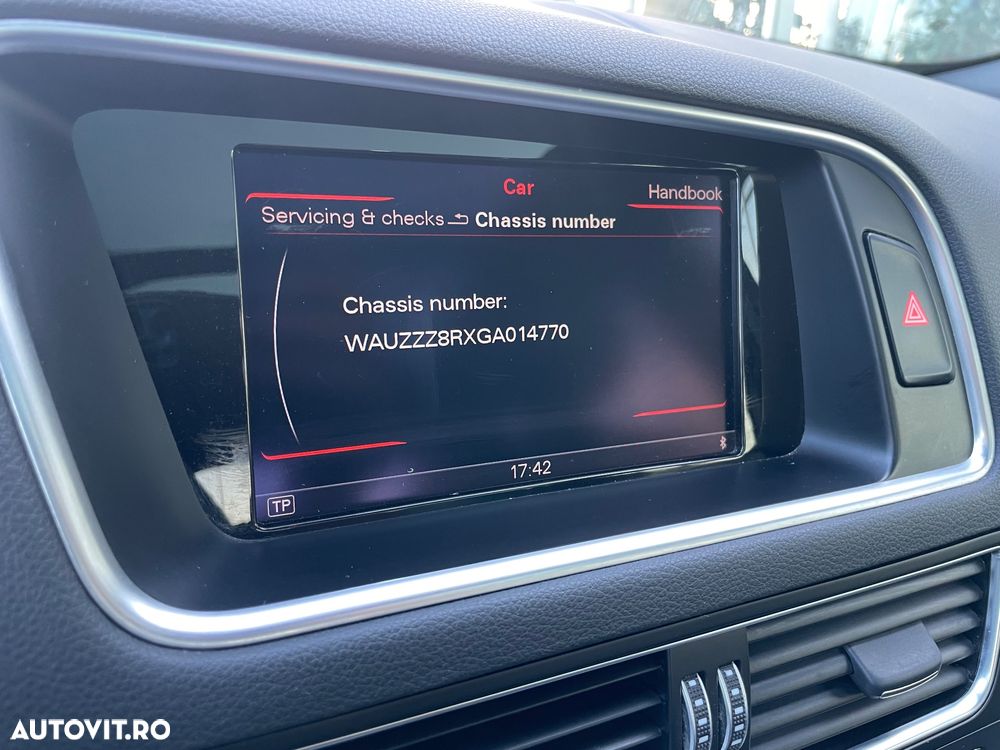 Car
Handbook
Servicing & checks Chassis number
Chassis number:
WAUZZZ8RXGA014770
17:42
TP
AUTOVIT.RO